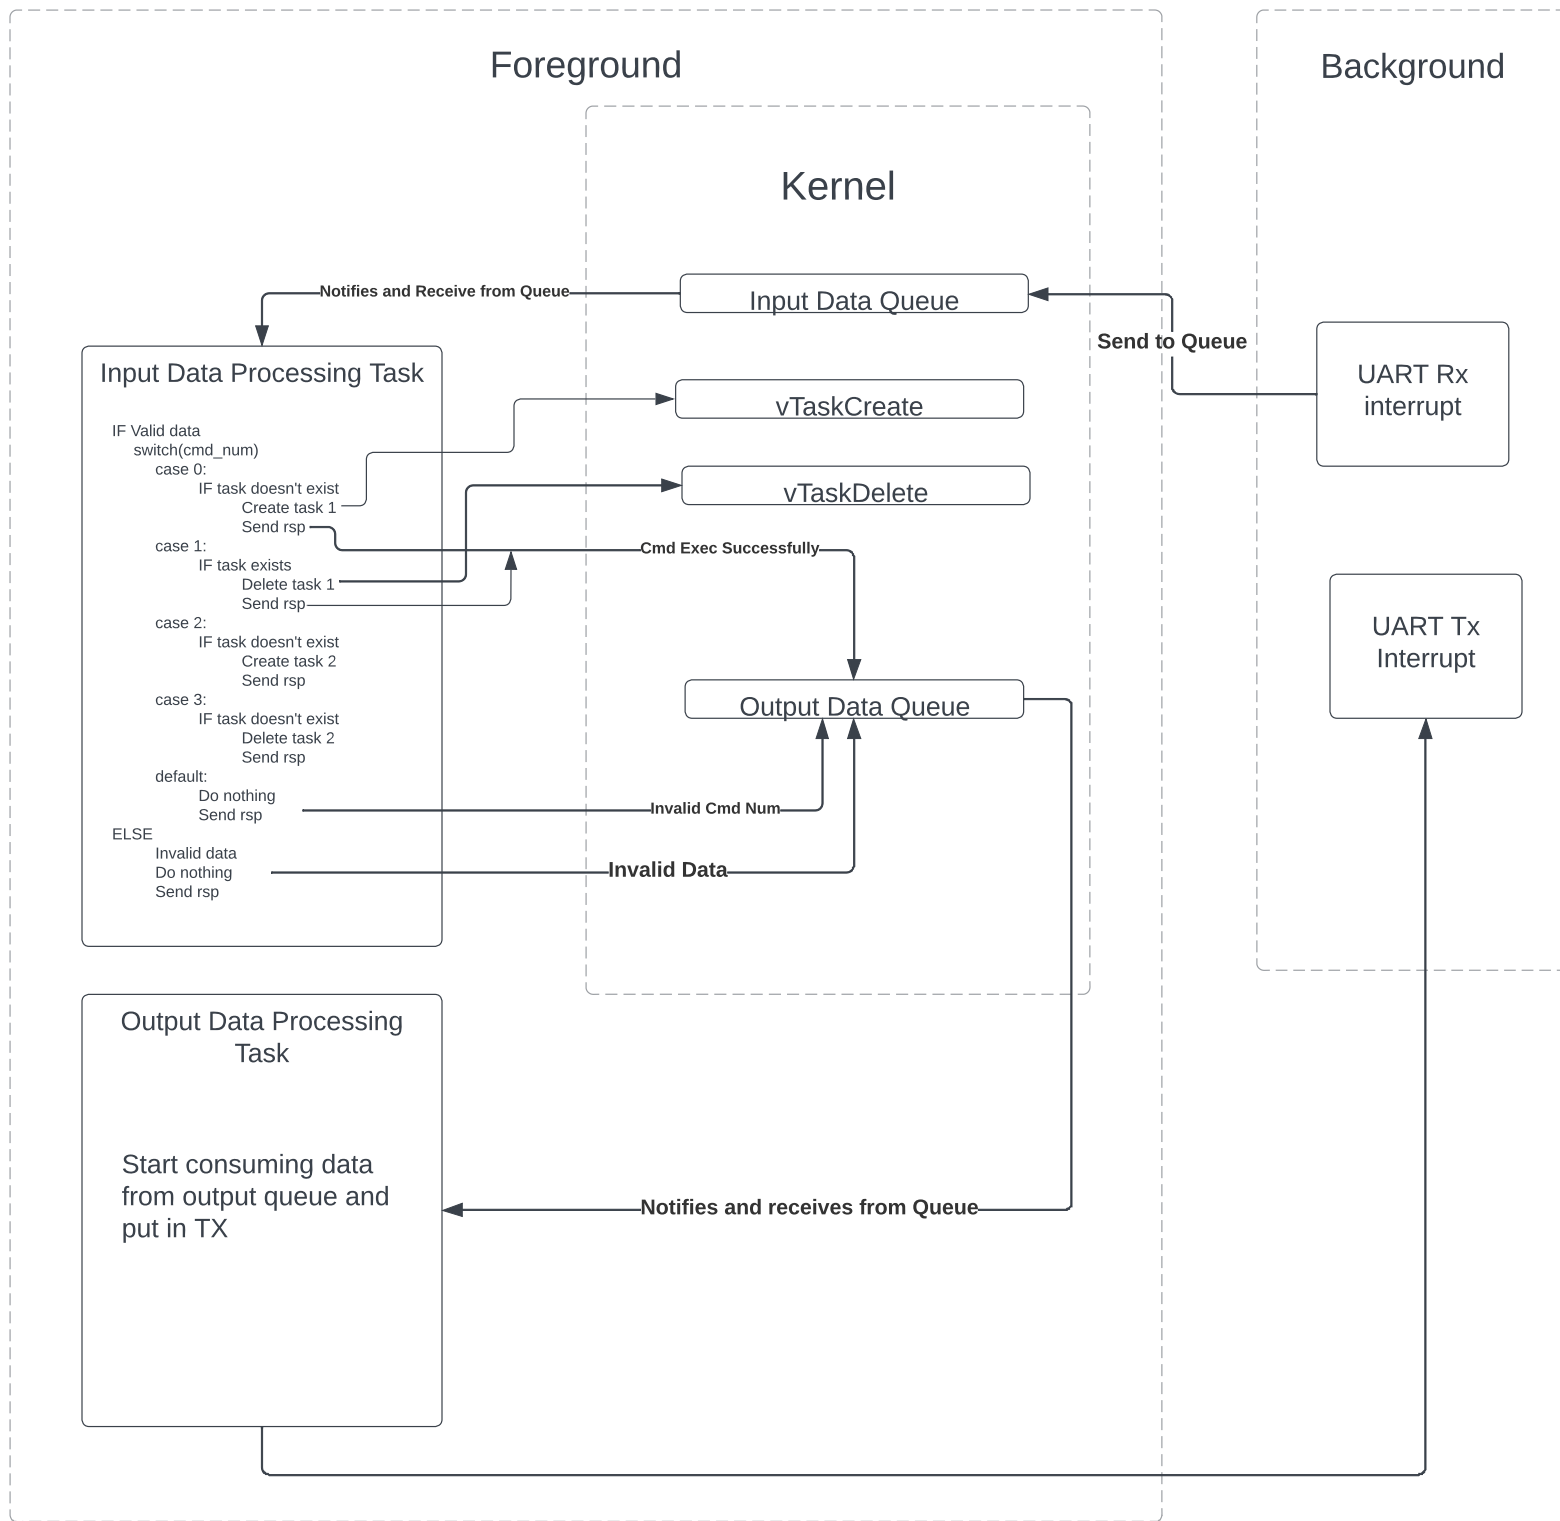 Foreground
Background
Kernel
Notifies and Receive from Queue
Input Data Queue
Send to Queue
UART Rx
interrupt
Input Data Processing Task
vTaskCreate
IF Valid data
switch(cmd_num)
case 0:
IF task doesn't exist
Create task 1
Send rsp
case 1:
IF task exists
Delete task 1
Send rsp
case 2:
IF task doesn't exist
Create task 2
Send rsp
case 3:
IF task doesn't exist
Delete task 2
Send rsp
default:
Do nothing
Send rsp
ELSE
Invalid data
Do nothing
Send rsp
vTaskDelete
Cmd Exec Successfully
UART Tx
Interrupt
Output Data Queue
Invalid Cmd Num
Invalid Data
Output Data Processing
Task
Start consuming data
from output queue and
put in TX
Notifies and receives from Queue